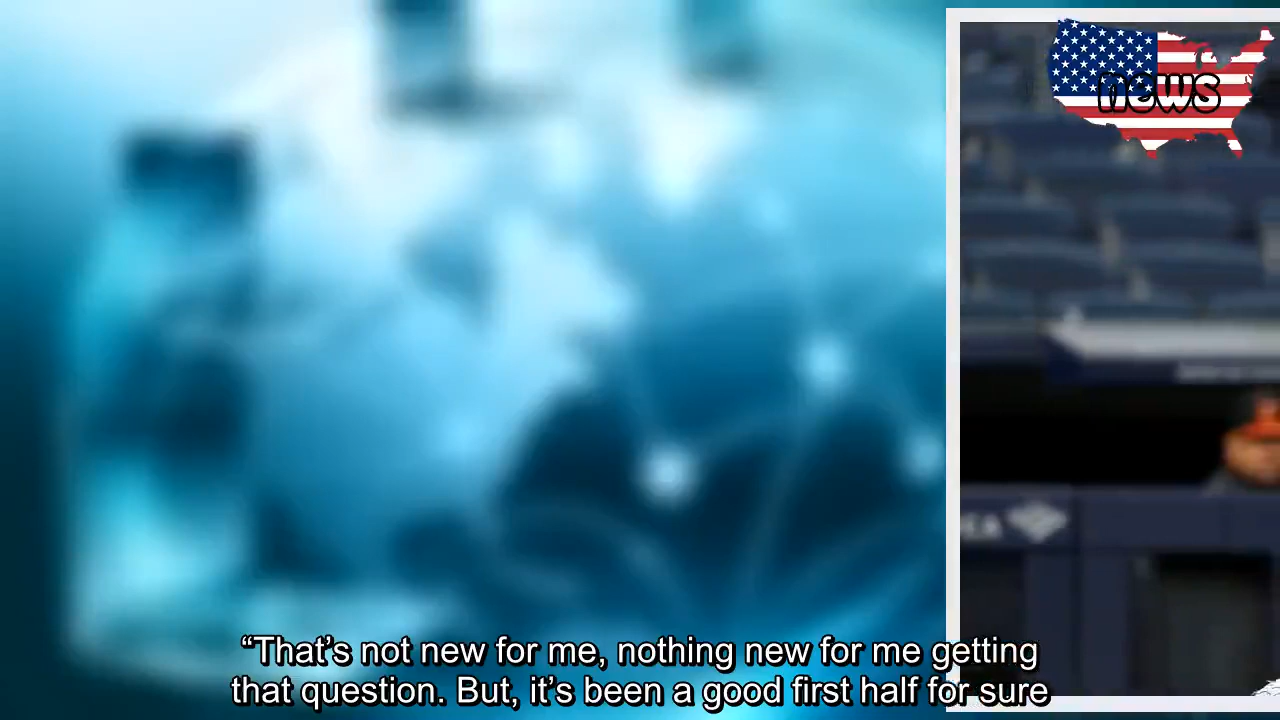 news
“That’s not new for me, nothing new for me getting
that question. But, it’s been a good first half for sure